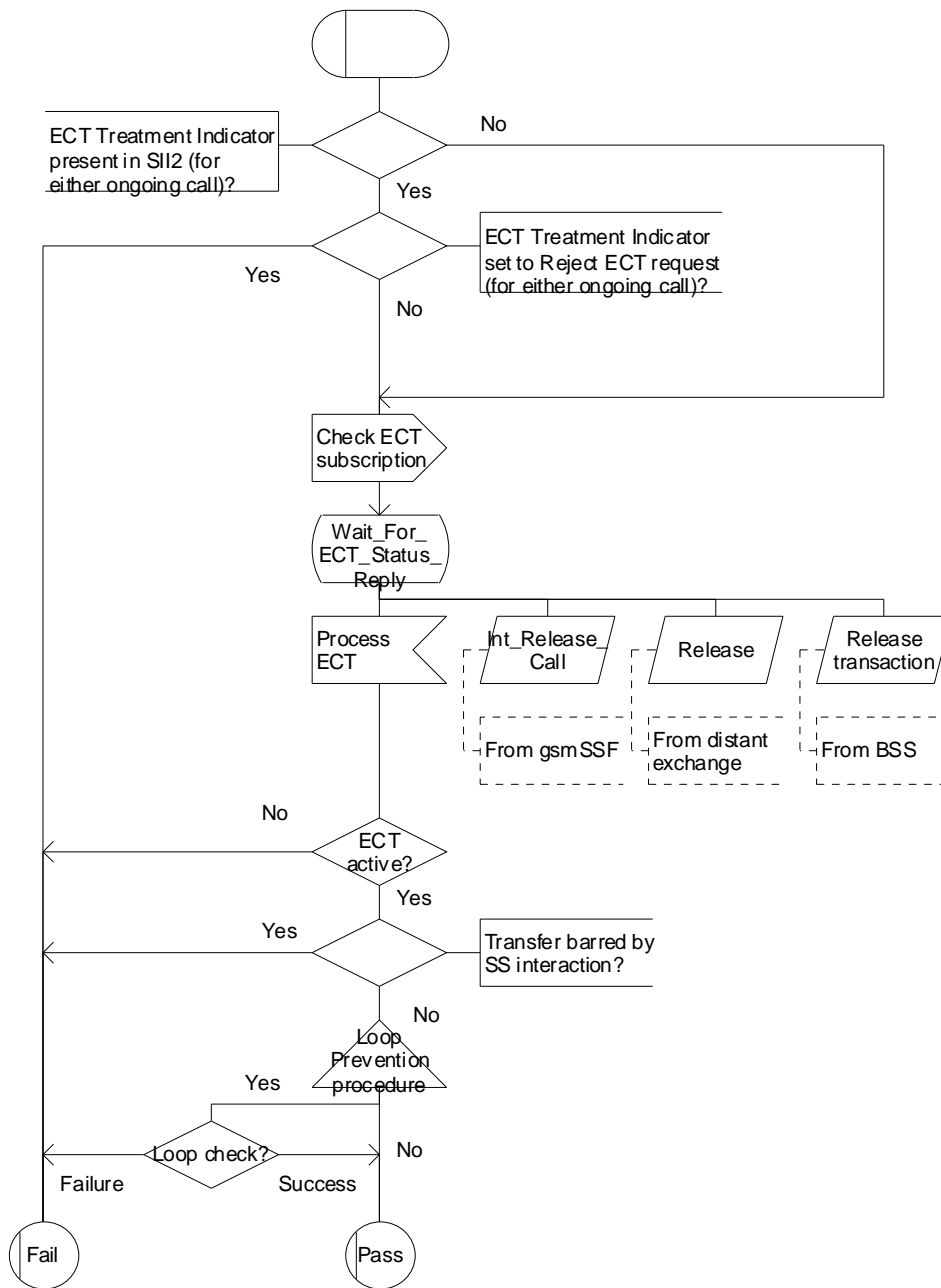 No
ECT Treatment Indicator
present in SII2 (for
either ongoing call)?
Yes
ECT Treatment Indicator
set to Reject ECT request
(for either ongoing call)?
Yes
No
Check ECT
subscription
Wait_For_
ECT_Status_
Reply
Process
ECT
Int_Release_
Call
Release
Release
transaction
From gsmSSF
From distant
exchange
From BSS
No
ECT
active?
Yes
Yes
Transfer barred by
SS interaction?
No
Loop
Prevention
procedure
Yes
Loop check?
No
Failure
Success
Fail
Pass